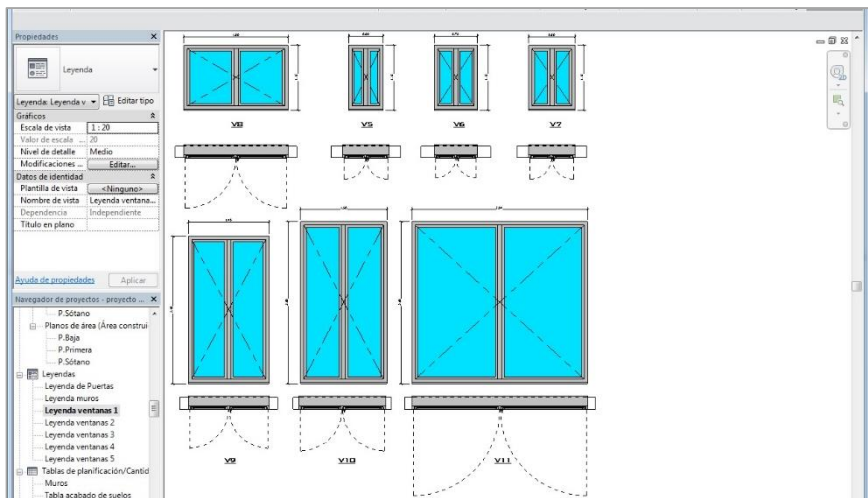 Propiedades
Leyenda
Leyenda: Leyenda v
Editar tipo
Gráficos
Escala de vista 1 : 20
Valor de escala ... 20
Nivel de detalle Medio
Modificaciones ... Editar...
Datos de identidad
Plantilla de vista <Ninguno>
Nombre de vista Leyenda ventana...
Dependencia Independiente
Título en plano
Ayuda de propiedades Aplicar
Navegador de proyectos - proyecto ...
P.Sótano
Planos de área (Área construi
P.Baja
P.Primera
P.Sótano
Leyendas
Leyenda de Puertas
Leyenda muros
Leyenda ventanas 1
Leyenda ventanas 2
Leyenda ventanas 3
Leyenda ventanas 4
Leyenda ventanas 5
Tablas de planificación/Cantid
Muros
Tabla acabado de suelos
V8 V5 V6 V7
V9 V10 V11